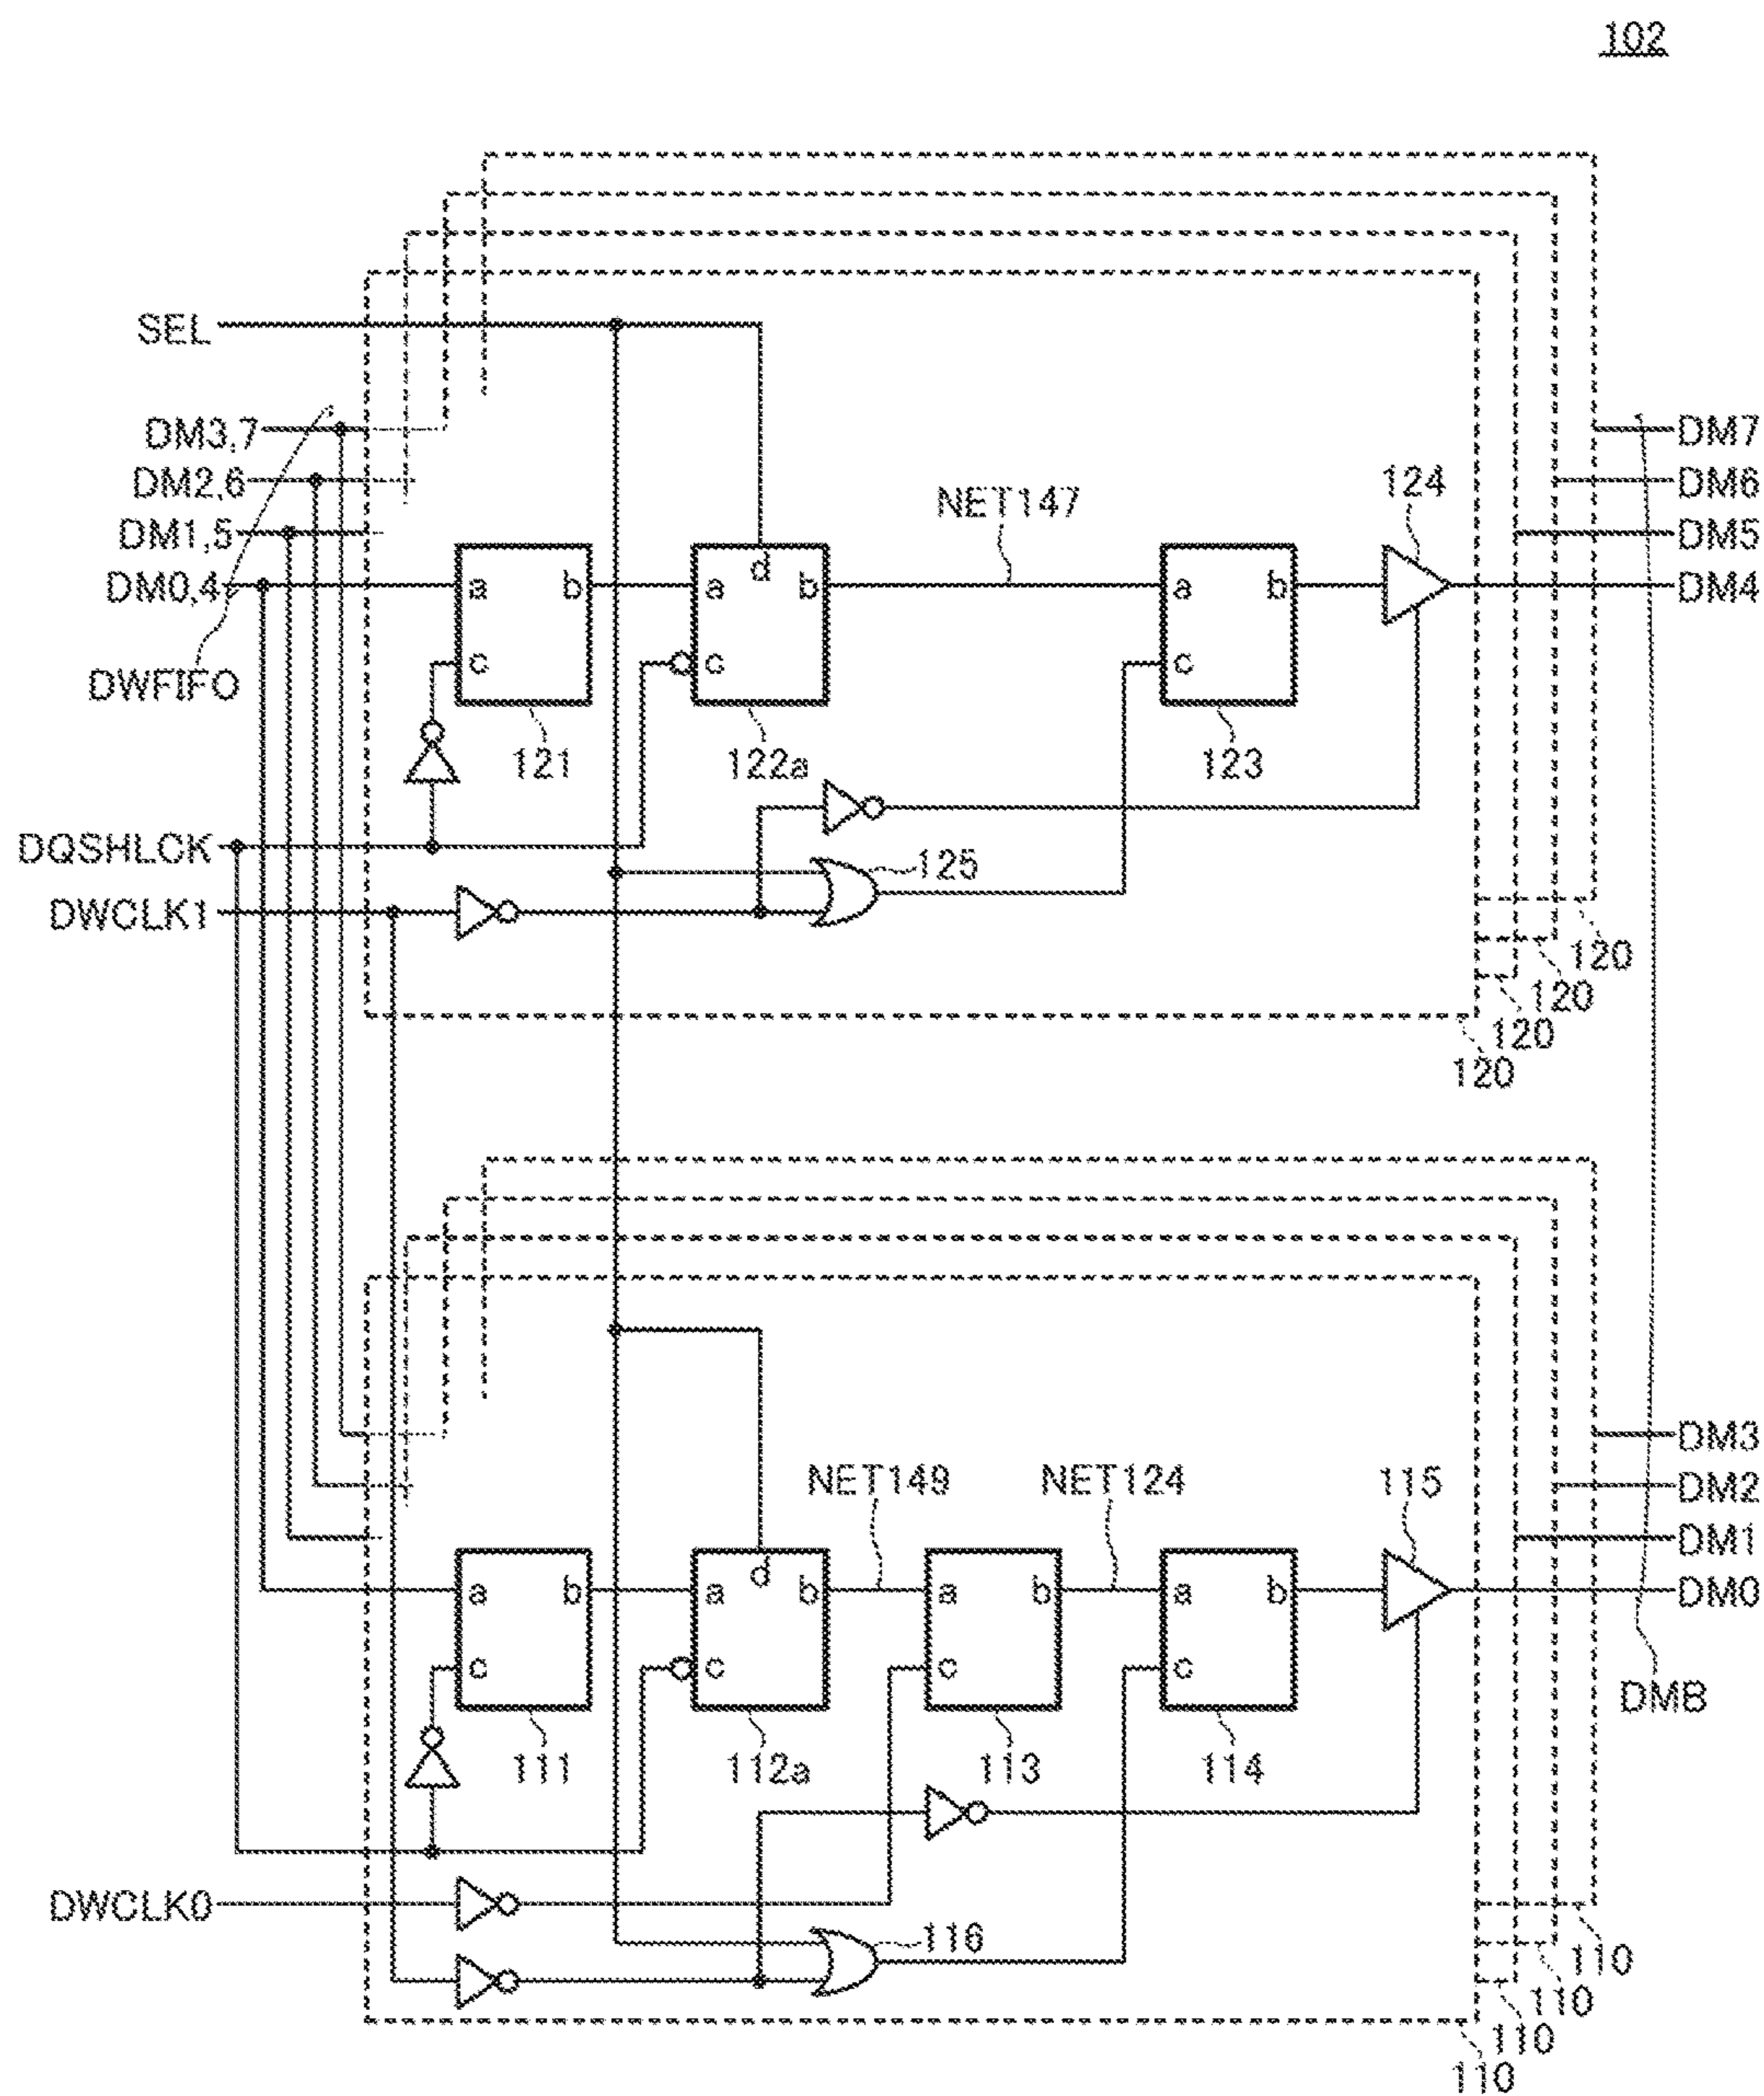 102
SEL
DM3,7
DM2,6
DM1,5
DM0,4
DWFIFO
DQSHLCK
DWCLK1
a
b
c
121
a
d
b
c
122a
NET147
a
b
c
123
124
125
DM7
DM6
DM5
DM4
120
120
120
120
a
b
c
111
a
d
b
c
112a
NET149
a
b
c
113
NET124
a
b
c
114
115
116
DM3
DM2
DM1
DM0
DMB
DWCLK0
110
110
110
110